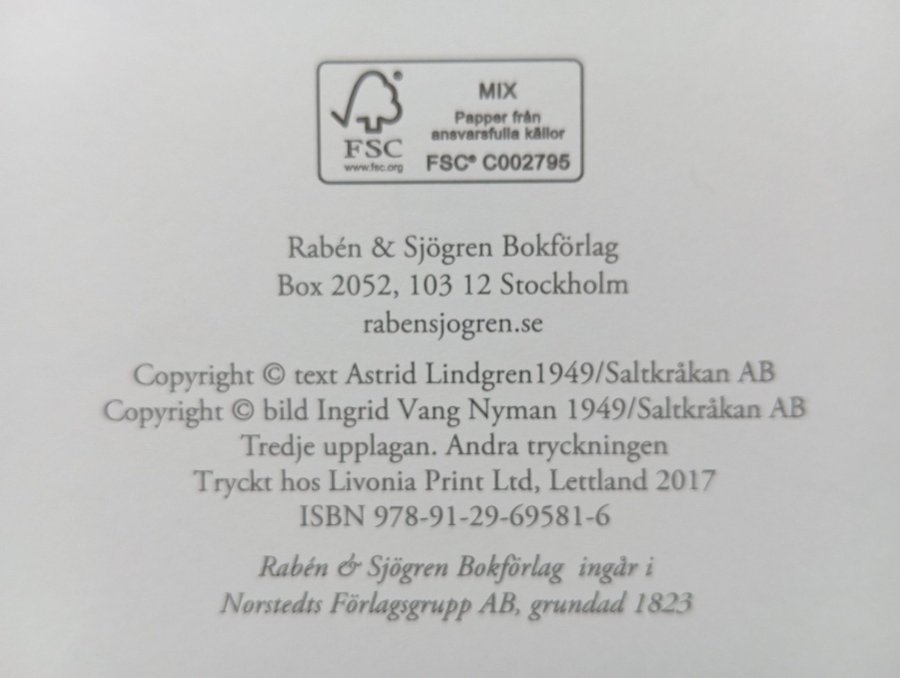 MIX
Papper från
ansvarsfulla källor
FSC® C002795
FSC
www.fsc.org
Rabén & Sjögren Bokförlag
Box 2052, 103 12 Stockholm
rabensjogren.se
Copyright © text Astrid Lindgren1949/Saltkråkan AB
Copyright © bild Ingrid Vang Nyman 1949/Saltkråkan AB
Tredje upplagan. Andra tryckningen
Tryckt hos Livonia Print Ltd, Lettland 2017
ISBN 978-91-29-69581-6
Rabén & Sjögren Bokförlag ingår i
Norstedts Förlagsgrupp AB, grundad 1823